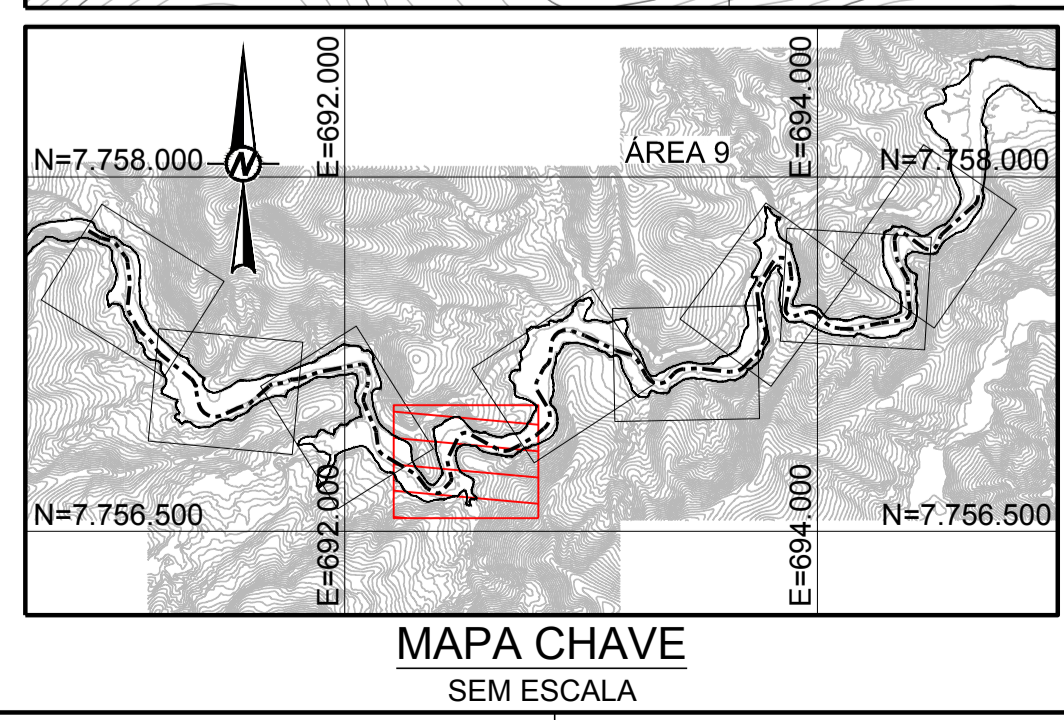 E=692.000
E=694.000
N=7.758.000
N
ÁREA 9
N=7.758.000
N=7.756.500
E=692.000
E=694.000
N=7.756.500
MAPA CHAVE
SEM ESCALA